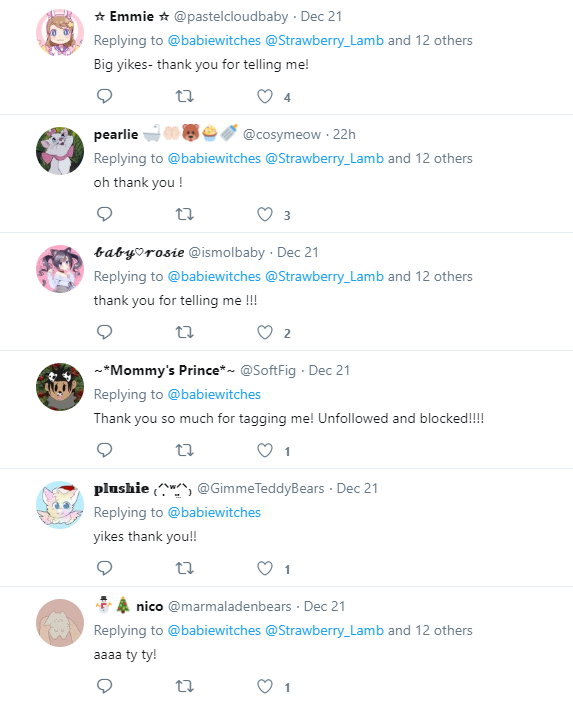 ☆ Emmie ☆ @pastelcloudbaby · Dec 21
Replying to @babiewitches @Strawberry_Lamb and 12 others
Big yikes- thank you for telling me!
4
pearlie 🛁👐🏻🐻🧁🍼 @cosymeow · 22h
Replying to @babiewitches @Strawberry_Lamb and 12 others
oh thank you !
3
𝓫𝓪𝓫𝔂♡𝓻𝓸𝓼𝓲𝓮 @ismolbaby · Dec 21
Replying to @babiewitches @Strawberry_Lamb and 12 others
thank you for telling me !!!
2
~*Mommy's Prince*~ @SoftFig · Dec 21
Replying to @babiewitches
Thank you so much for tagging me! Unfollowed and blocked!!!!
1
𝖕𝖑𝖚𝖘𝖍𝖎𝖊 @GimmeTeddyBears · Dec 21
Replying to @babiewitches
yikes thank you!!
1
⛄🎄 nico @marmaladenbears · Dec 21
Replying to @babiewitches @Strawberry_Lamb and 12 others
aaaa ty ty!
1